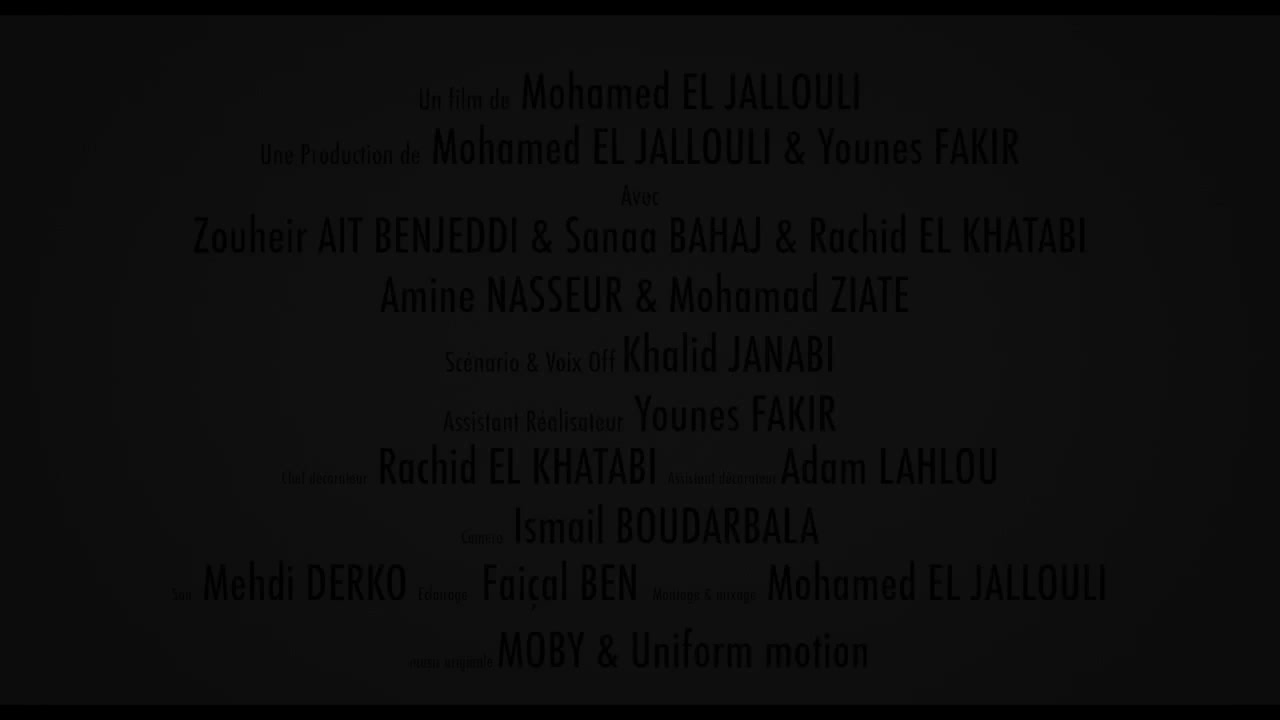 Un film de Mohamed EL JALLOULI
Une Production de Mohamed EL JALLOULI & Younes FAKIR
Avec
Zouheir AIT BENJEDDI & Sanaa BAHAJ & Rachid EL KHATABI
Amine NASSEUR & Mohamad ZIATE
Scénario & Voix Off Khalid JANABI
Assistant Réalisateur Younes FAKIR
Chef décorateur Rachid EL KHATABI Assistant décorateur Adam LAHLOU
Camera Ismail BOUDARBALA
Son Mehdi DERKO Eclairage Faiçal BEN Montage & mixage Mohamed EL JALLOULI
originale MOBY & Uniform motion